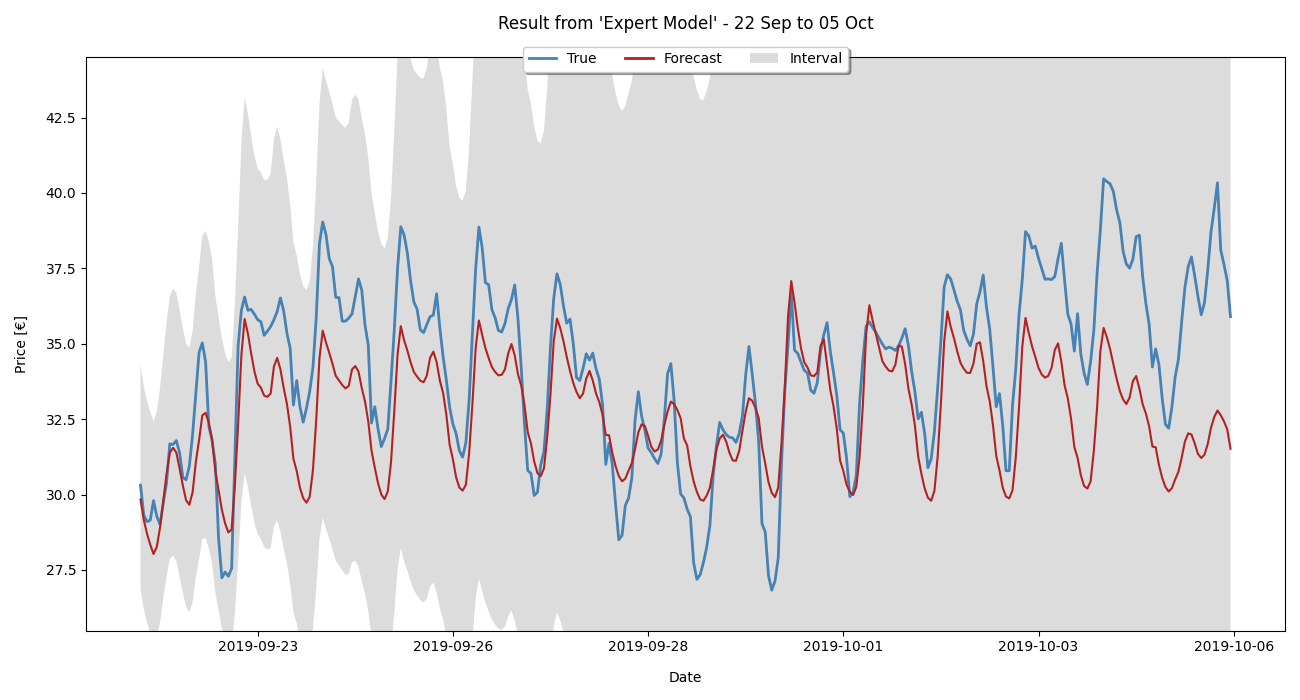 Result from 'Expert Model' - 22 Sep to 05 Oct
True Forecast Interval
Price [€]
42.5
40.0
37.5
35.0
32.5
30.0
27.5
2019-09-23 2019-09-26 2019-09-28 2019-10-01 2019-10-03 2019-10-06
Date